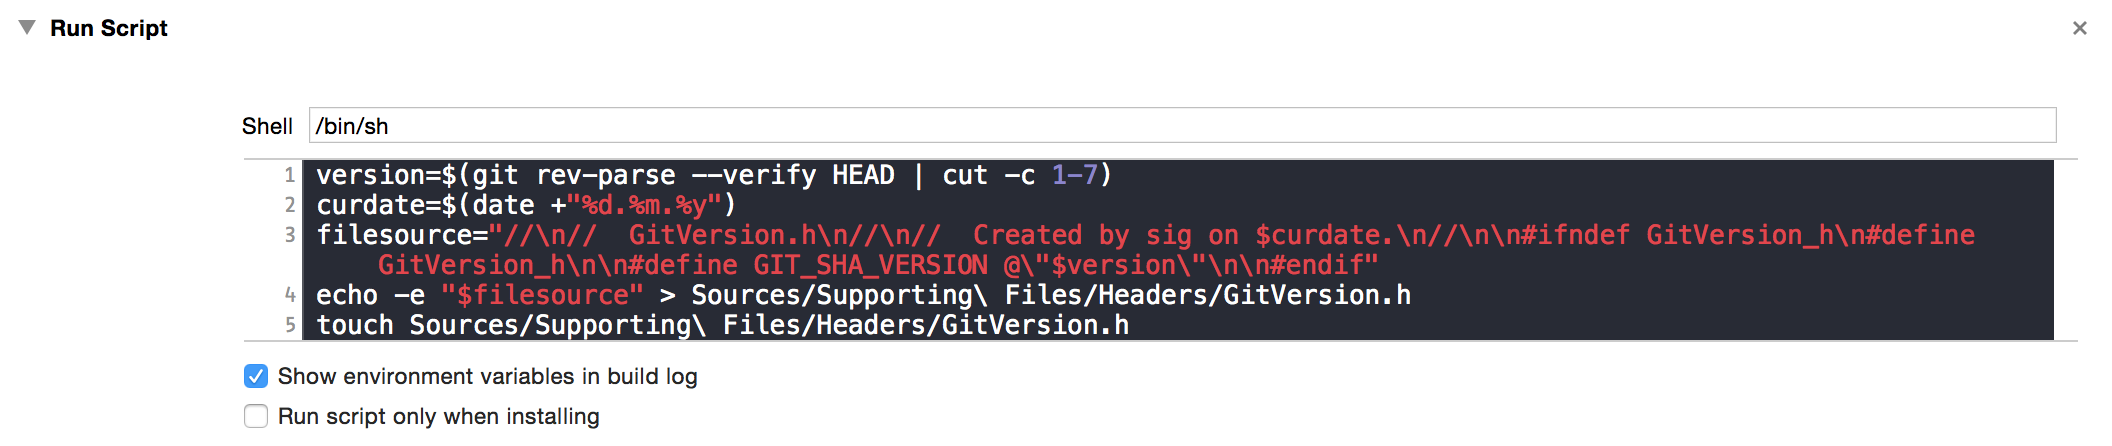 Run Script
Shell /bin/sh
1 version=$(git rev-parse --verify HEAD | cut -c 1-7)
2 curdate=$(date +"%d.%m.%y")
3 filesource="//\n//  GitVersion.h\n//\n//  Created by sig on $curdate.\n//\n\n#ifndef GitVersion_h\n#define
GitVersion_h\n\n#define GIT_SHA_VERSION @\"$version\"\n\n#endif"
4 echo -e "$filesource" > Sources/Supporting\ Files/Headers/GitVersion.h
5 touch Sources/Supporting\ Files/Headers/GitVersion.h
Show environment variables in build log
Run script only when installing